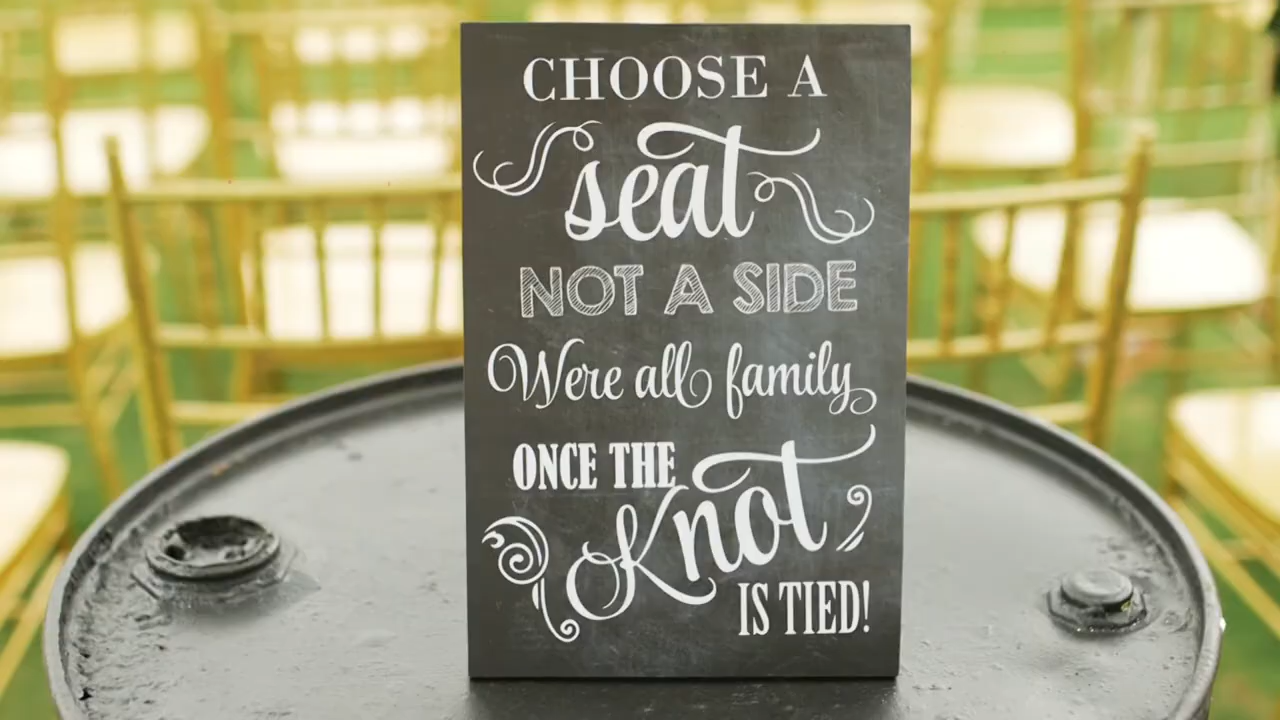 CHOOSE A
seat
NOT A SIDE
Were all family
ONCE THE
Knot
IS TIED!